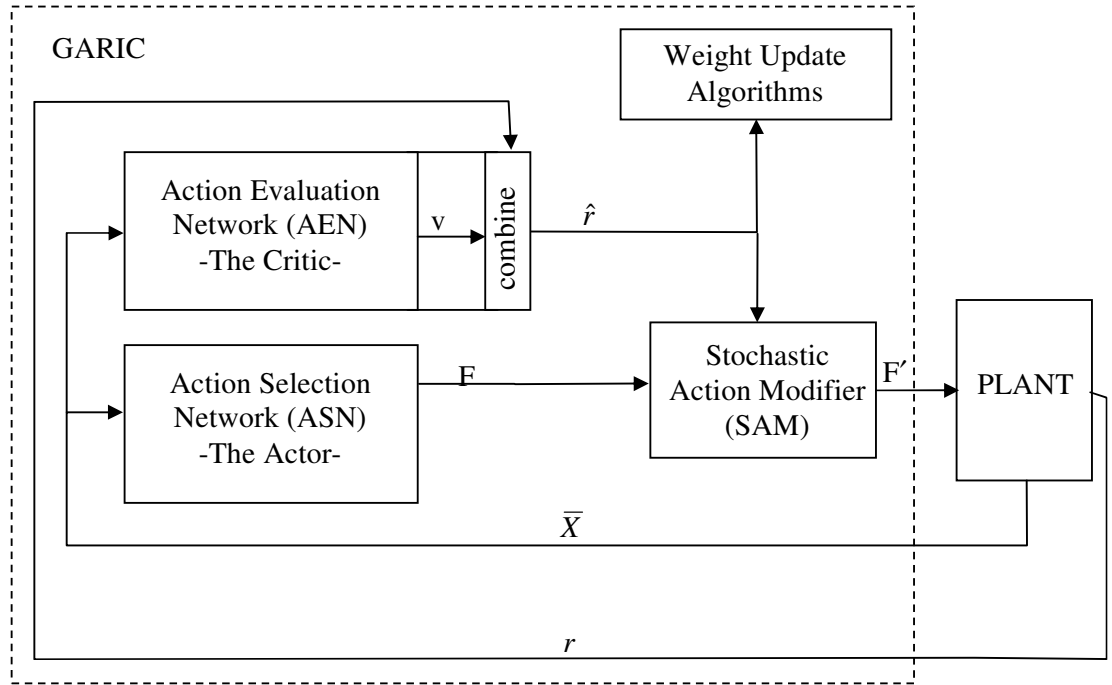 GARIC
Weight Update
Algorithms
Action Evaluation
Network (AEN)
-The Critic-
v
combine
r̂
Action Selection
Network (ASN)
-The Actor-
F
Stochastic
Action Modifier
(SAM)
F′
PLANT
X̅
r